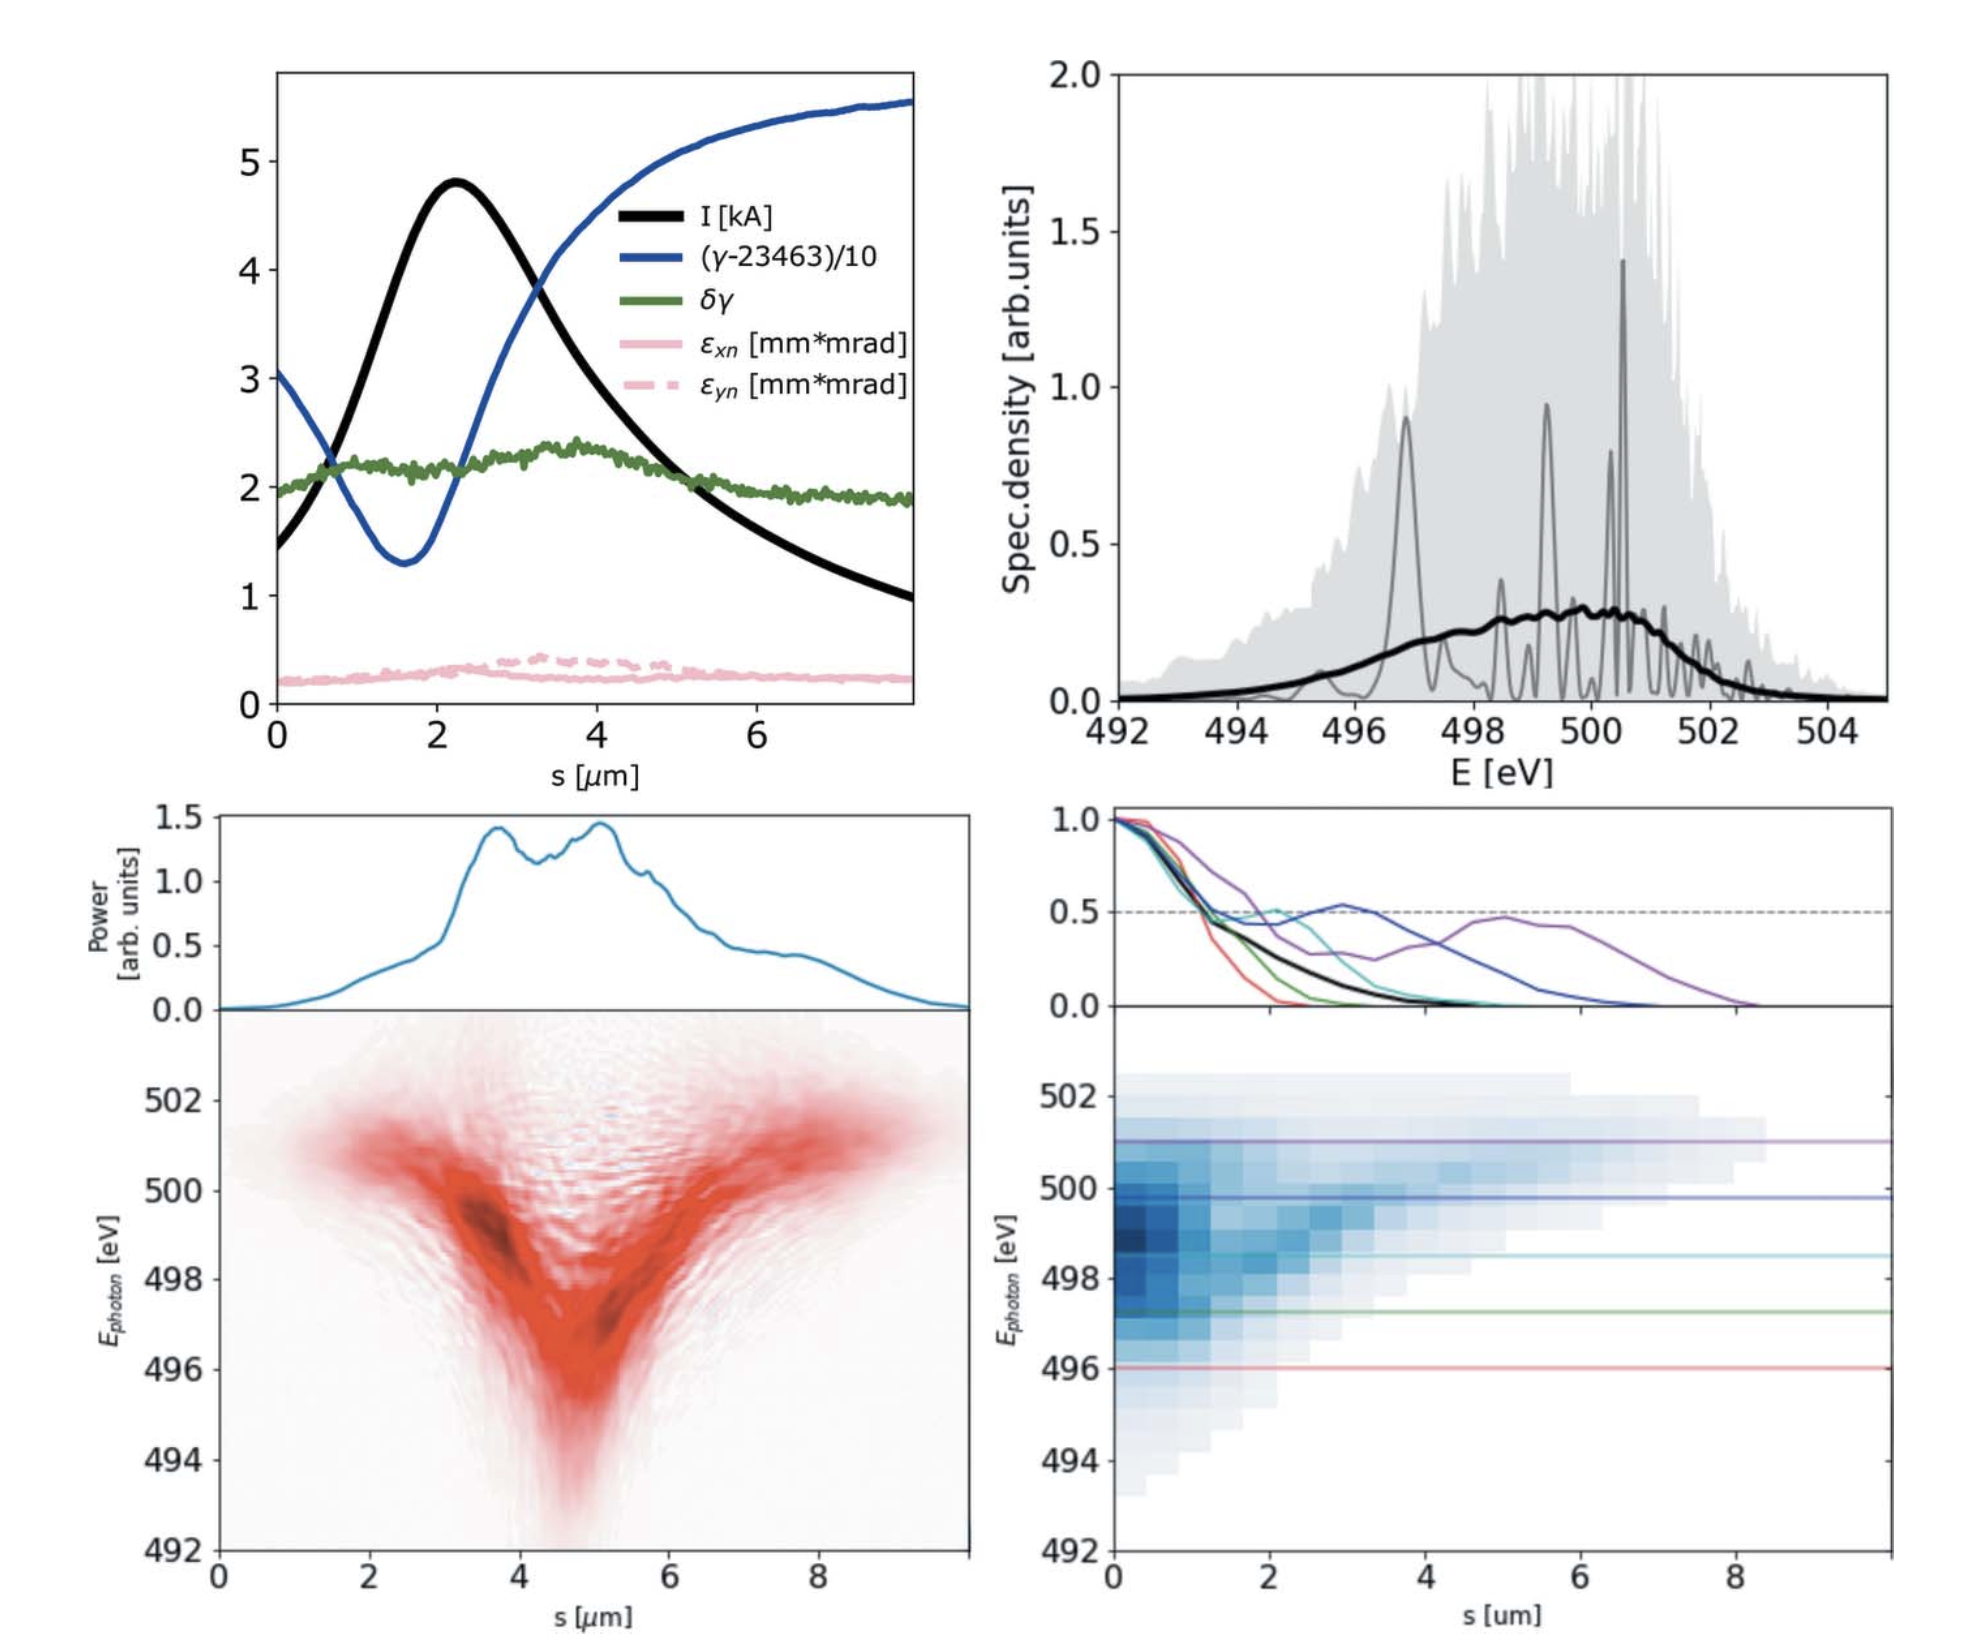 5
4
3
2
1
0
0 2 4 6
s [μm]
I [kA]
(γ-23463)/10
δγ
εxn [mm*mrad]
εyn [mm*mrad]
2.0
1.5
1.0
0.5
0.0
Spec.density [arb.units]
492 494 496 498 500 502 504
E [eV]
1.5
1.0
0.5
0.0
Power
[arb. units]
502
500
498
496
494
492
Ephoton [eV]
0 2 4 6 8
s [μm]
1.0
0.5
0.0
502
500
498
496
494
492
Ephoton [eV]
0 2 4 6 8
s [um]